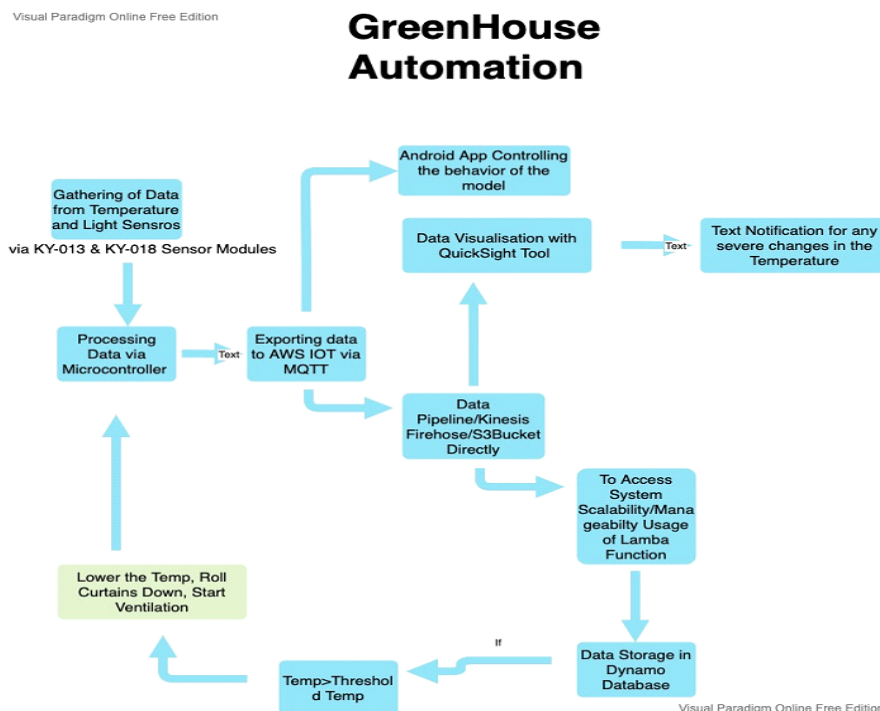 Visual Paradigm Online Free Edition
GreenHouse
Automation
Android App Controlling
the behavior of the
model
Gathering of Data
from Temperature
and Light Sensros
via KY-013 & KY-018 Sensor Modules
Data Visualisation with
QuickSight Tool
Text
Text Notification for any
severe changes in the
Temperature
Processing
Data via
Microcontroller
Text
Exporting data
to AWS IOT via
MQTT
Data
Pipeline/Kinesis
Firehose/S3Bucket
Directly
To Access
System
Scalability/Mana
geabilty Usage
of Lamba
Function
Lower the Temp, Roll
Curtains Down, Start
Ventilation
If
Data Storage in
Dynamo
Database
Temp>Threshol
d Temp
Visual Paradigm Online Free Edition